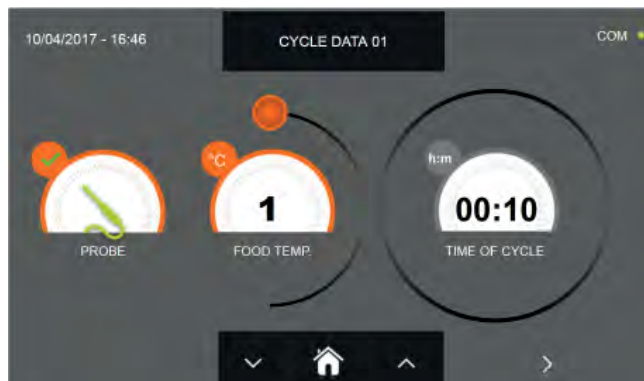 10/04/2017 - 16:46
CYCLE DATA 01
COM
°C
h:m
1
00:10
PROBE
FOOD TEMP.
TIME OF CYCLE